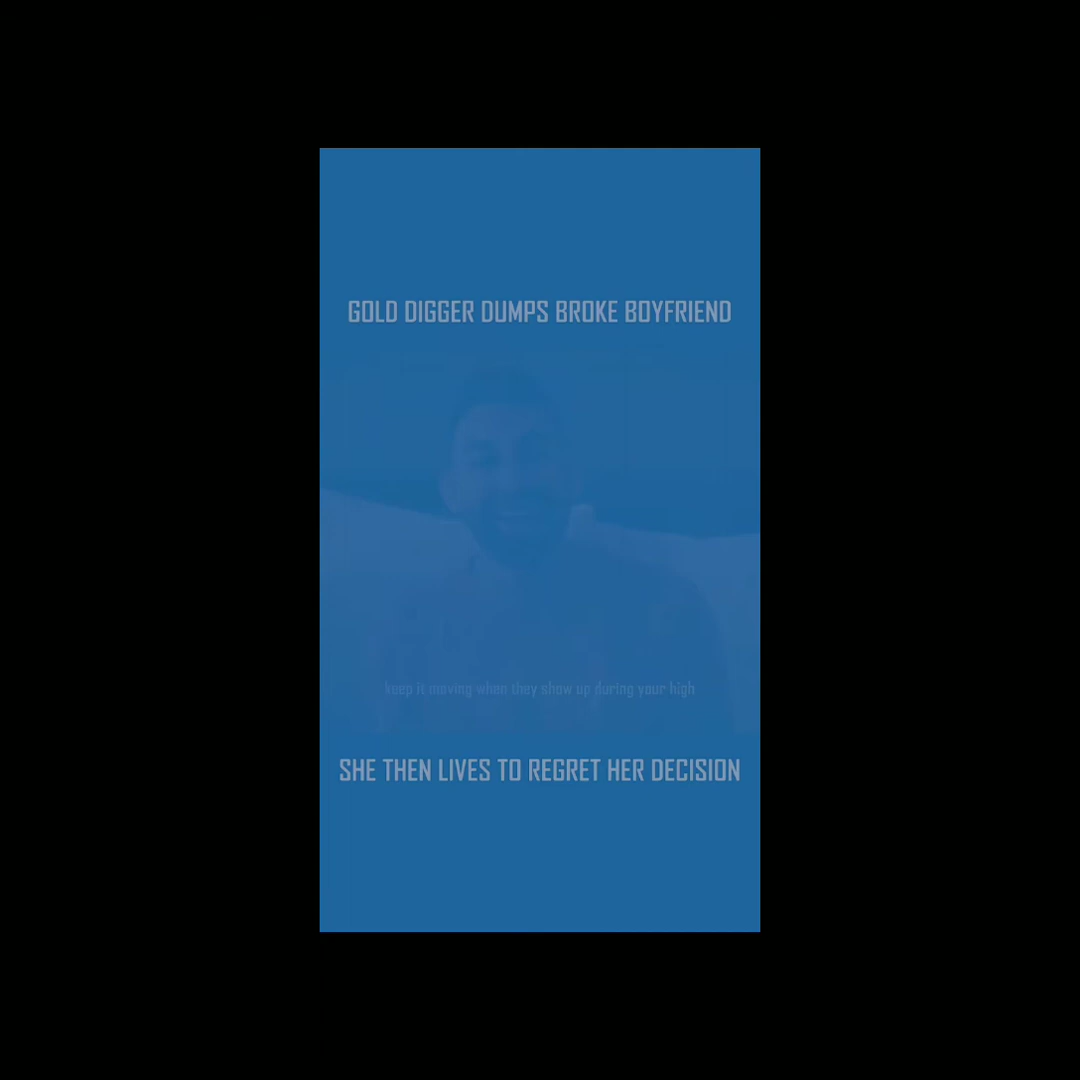 GOLD DIGGER DUMPS BROKE BOYFRIEND
keep it moving when they show up during your high
SHE THEN LIVES TO REGRET HER DECISION